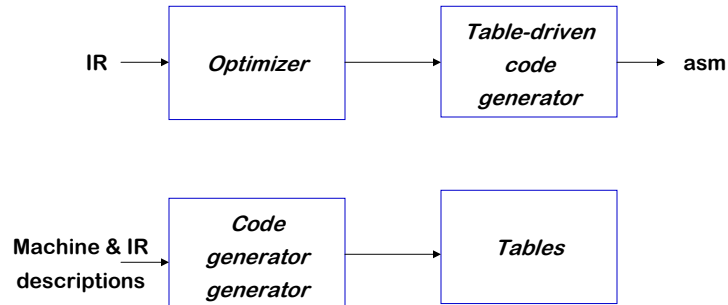 IR
Optimizer
Table-driven
code
generator
asm
Machine & IR
descriptions
Code
generator
generator
Tables